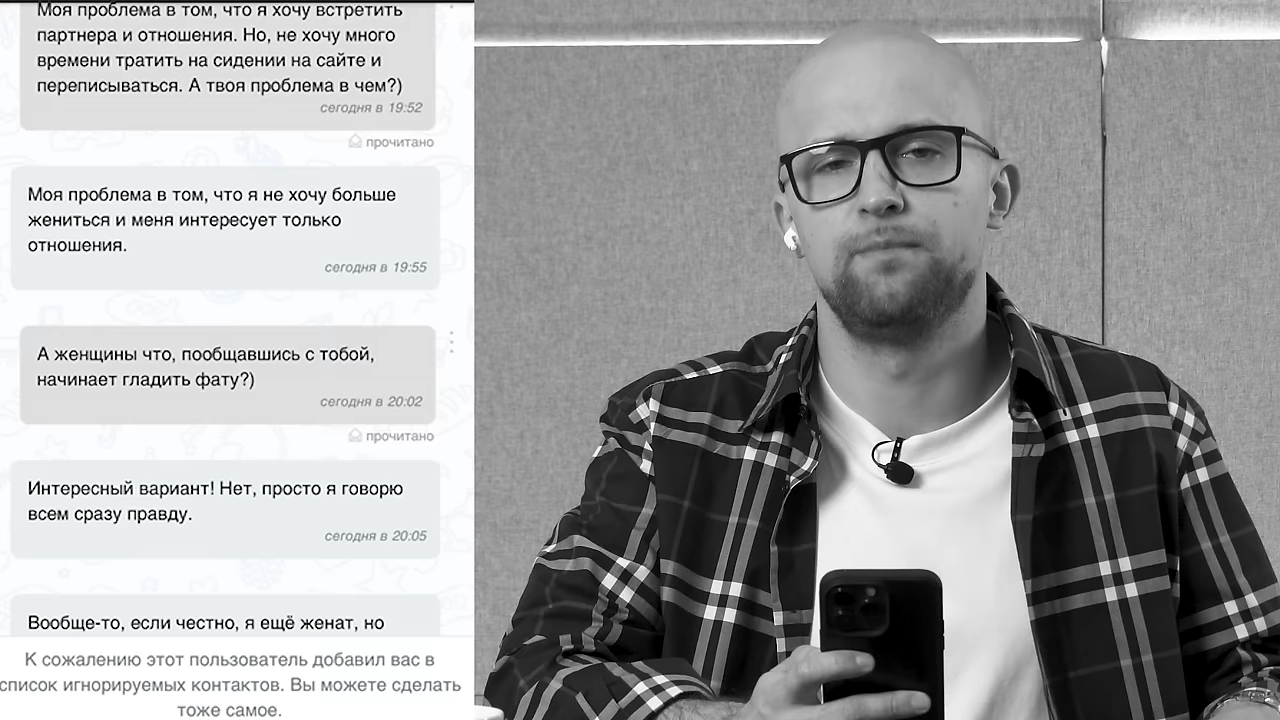 Моя проблема в том, что я хочу встретить
партнера и отношения. Но, не хочу много
времени тратить на сидении на сайте и
переписываться. А твоя проблема в чем?)
сегодня в 19:52
прочитано
Моя проблема в том, что я не хочу больше
жениться и меня интересует только
отношения.
сегодня в 19:55
А женщины что, пообщавшись с тобой,
начинает гладить фату?)
сегодня в 20:02
прочитано
Интересный вариант! Нет, просто я говорю
всем сразу правду.
сегодня в 20:05
Вообще-то, если честно, я ещё женат, но
К сожалению этот пользователь добавил вас в
список игнорируемых контактов. Вы можете сделать
тоже самое.